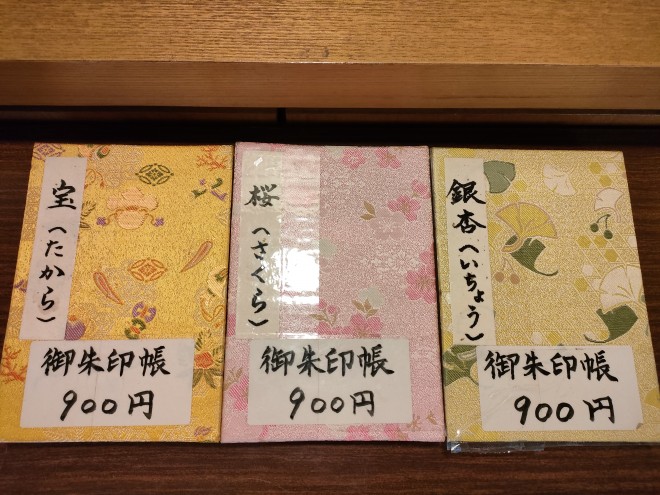 宝（たから）
御朱印帳
900円
桜（さくら）
御朱印帳
900円
銀杏（いちょう）
御朱印帳
900円